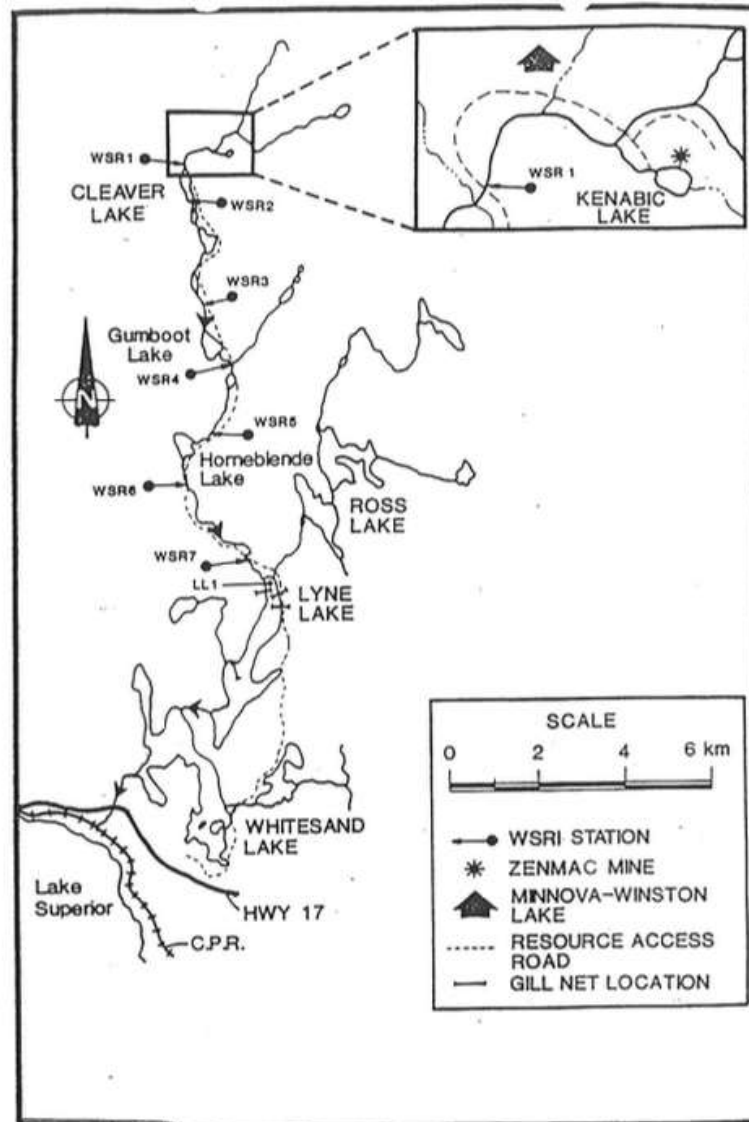 WSR1
CLEAVER
LAKE
WSR2
WSR 1
KENABIC
LAKE
WSR3
Gumboot
Lake
WSR4
N
WSR5
Horneblende
Lake
WSR6
ROSS
LAKE
WSR7
LL1
LYNE
LAKE
WHITESAND
LAKE
Lake
Superior
HWY 17
C.P.R.
SCALE
0 2 4 6 km
WSRI STATION
ZENMAC MINE
MINNOVA-WINSTON
LAKE
RESOURCE ACCESS
ROAD
GILL NET LOCATION